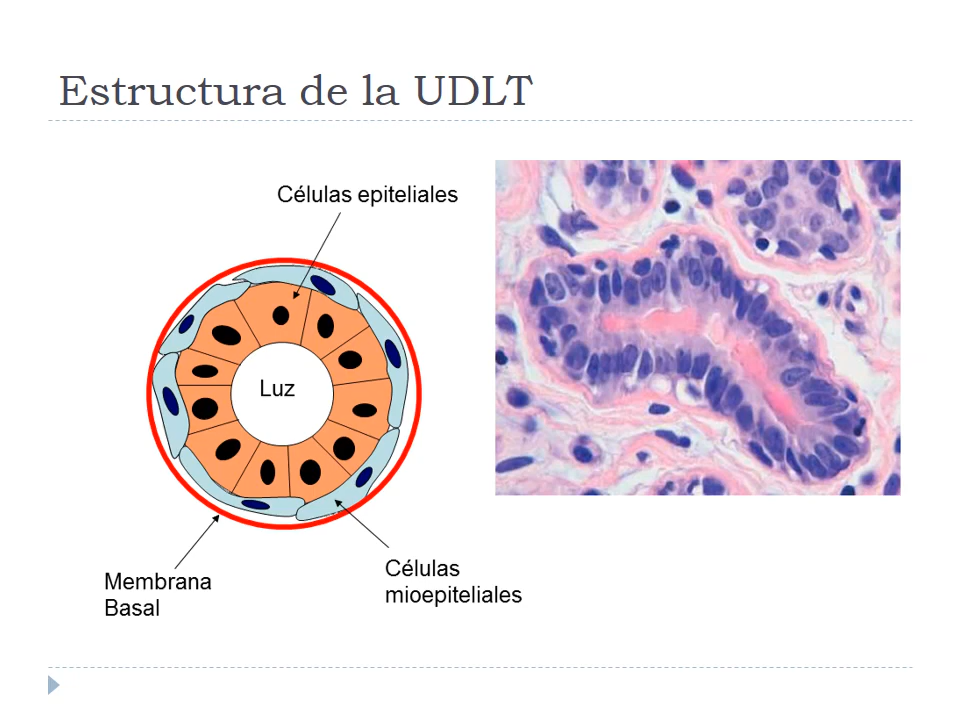 Estructura de la UDLT
Células epiteliales
Luz
Membrana
Basal
Células
mioepiteliales